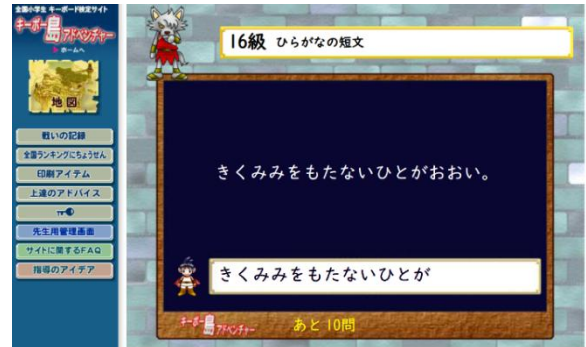 全国小学生 キーボード検定サイト
キーボー島アドベンチャー
ホームへ
地図
戦いの記録
全国ランキングにちょうせん
印刷アイテム
上達のアドバイス
先生用管理画面
サイトに関するFAQ
指導のアイデア
16級 ひらがなの短文
きくみみをもたないひとがおおい。
きくみみをもたないひとが
キーボー島アドベンチャー
あと10問